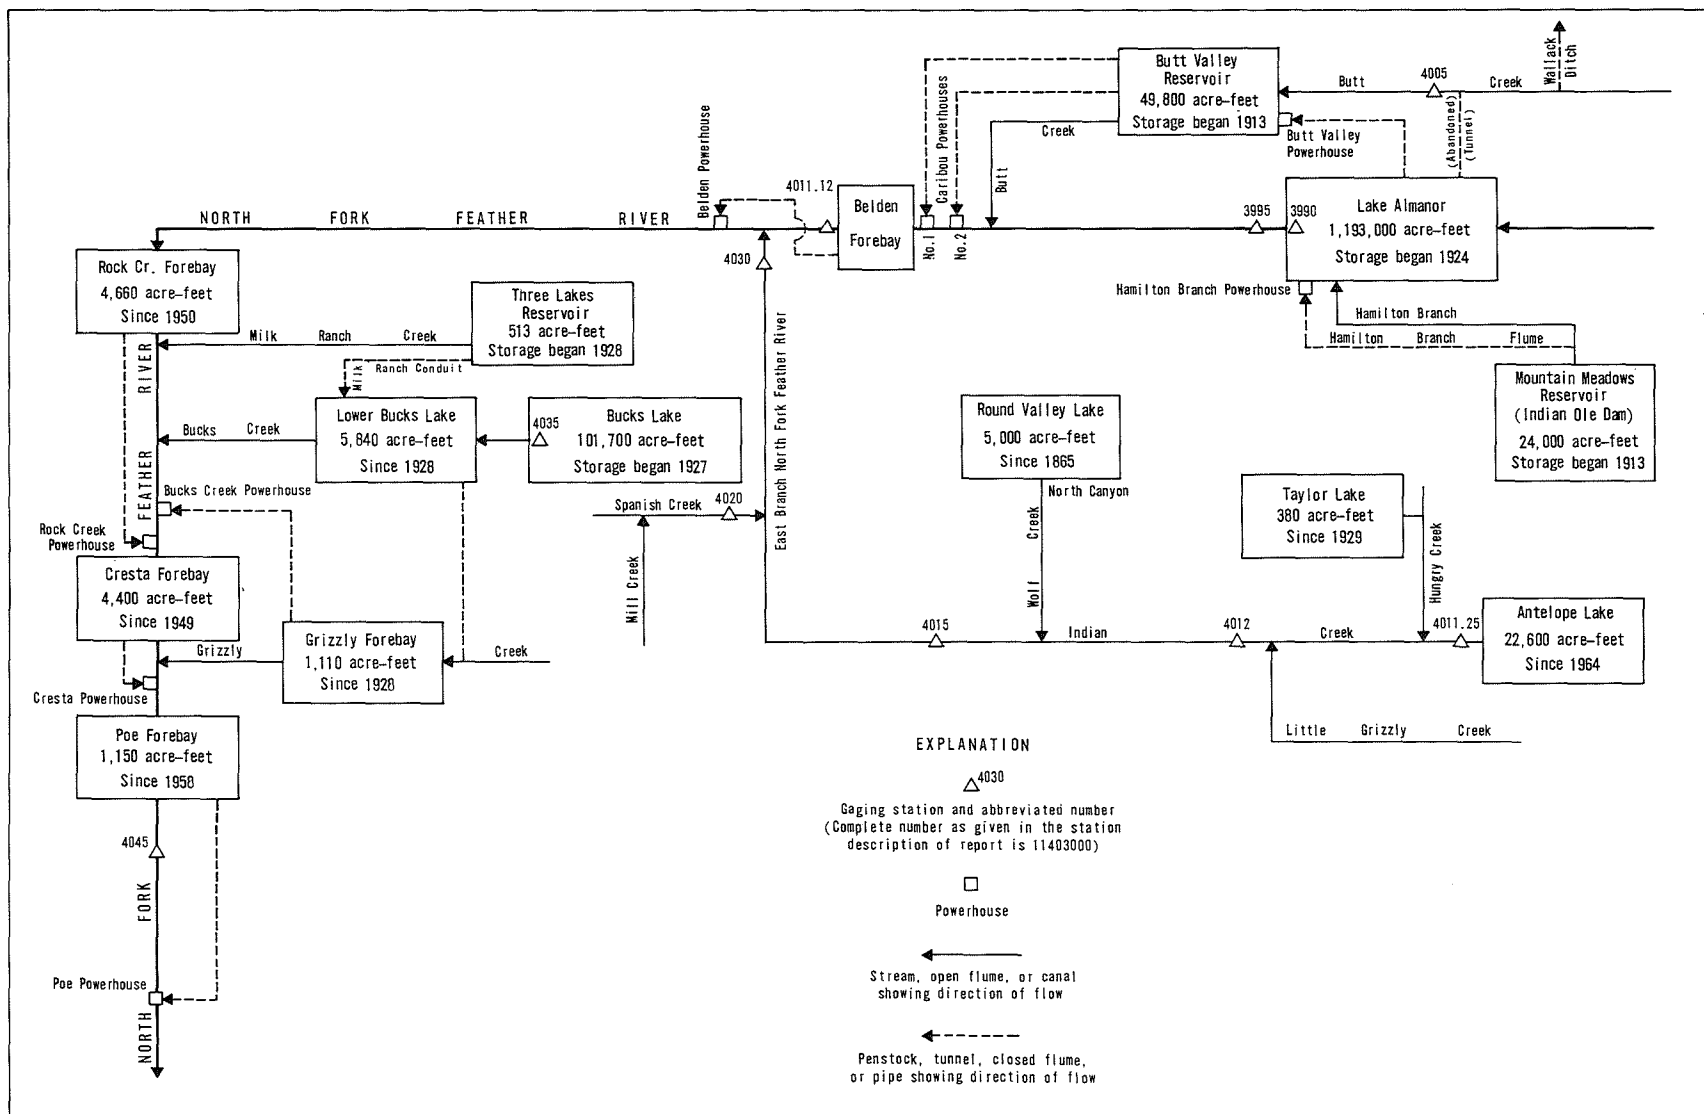 Wallack
Ditch
Butt Valley
Reservoir
49,800 acre-feet
Storage began 1913
Butt
4005
Creek
(Abandoned)
(Tunnel)
Butt Valley
Powerhouse
Creek
Butt
Caribou Powerhouses
No.1
No.2
Belden Powerhouse
4011.12
Belden
Forebay
3995
3990
Lake Almanor
1,193,000 acre-feet
Storage began 1924
NORTH FORK FEATHER RIVER
4030
Rock Cr. Forebay
4,660 acre-feet
Since 1950
Three Lakes
Reservoir
513 acre-feet
Storage began 1928
Hamilton Branch Powerhouse
Hamilton Branch
Hamilton Branch Flume
Milk Ranch Creek
Milk
Ranch Conduit
RIVER
Mountain Meadows
Reservoir
(Indian Ole Dam)
24,000 acre-feet
Storage began 1913
Lower Bucks Lake
5,840 acre-feet
Since 1928
4035
Bucks Lake
101,700 acre-feet
Storage began 1927
East Branch North Fork Feather River
Round Valley Lake
5,000 acre-feet
Since 1865
Bucks Creek
FEATHER
Bucks Creek Powerhouse
Spanish Creek
4020
North Canyon
Taylor Lake
380 acre-feet
Since 1929
Rock Creek
Powerhouse
Mill Creek
Wolf Creek
Hungry Creek
Cresta Forebay
4,400 acre-feet
Since 1949
Grizzly Forebay
1,110 acre-feet
Since 1928
Grizzly
Creek
4015
Indian
4012
Creek
4011.25
Antelope Lake
22,600 acre-feet
Since 1964
Cresta Powerhouse
Poe Forebay
1,150 acre-feet
Since 1958
Little Grizzly Creek
4045
FORK
Poe Powerhouse
NORTH
EXPLANATION
4030
Gaging station and abbreviated number
(Complete number as given in the station
description of report is 11403000)
Powerhouse
Stream, open flume, or canal
showing direction of flow
Penstock, tunnel, closed flume,
or pipe showing direction of flow